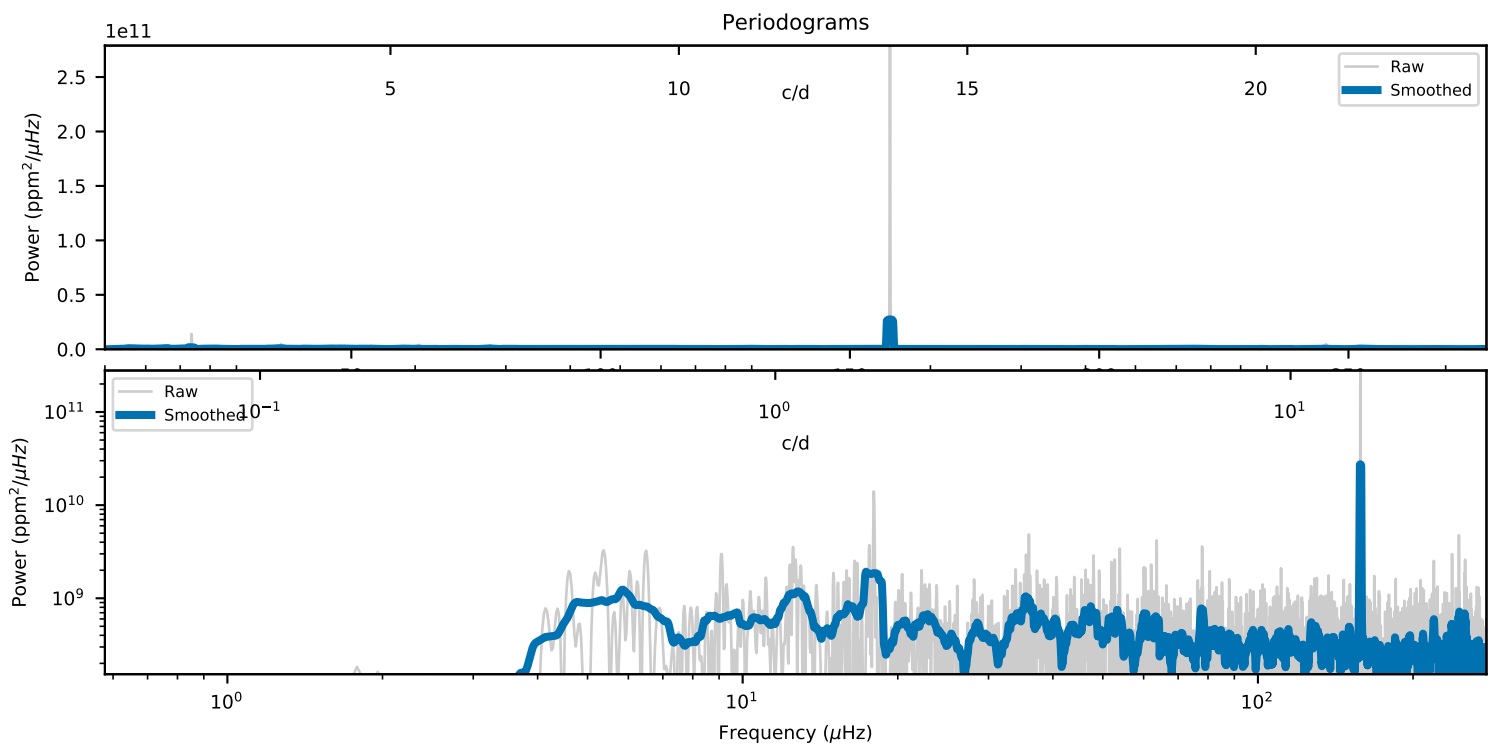 Periodograms
1e11
5 10 15 20
c/d
Raw
Smoothed
2.5
2.0
1.5
1.0
0.5
0.0
Power (ppm²/μHz)
Raw
Smoothed
10⁻¹ 10⁰ 10¹
c/d
10¹¹
10¹⁰
10⁹
Power (ppm²/μHz)
10⁰ 10¹ 10²
Frequency (μHz)